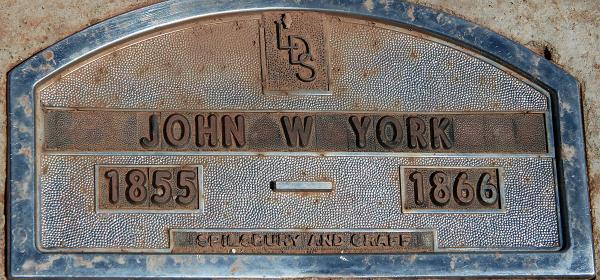 LDS
JOHN W YORK
1855 — 1866
SPILSBURY AND GRAFF